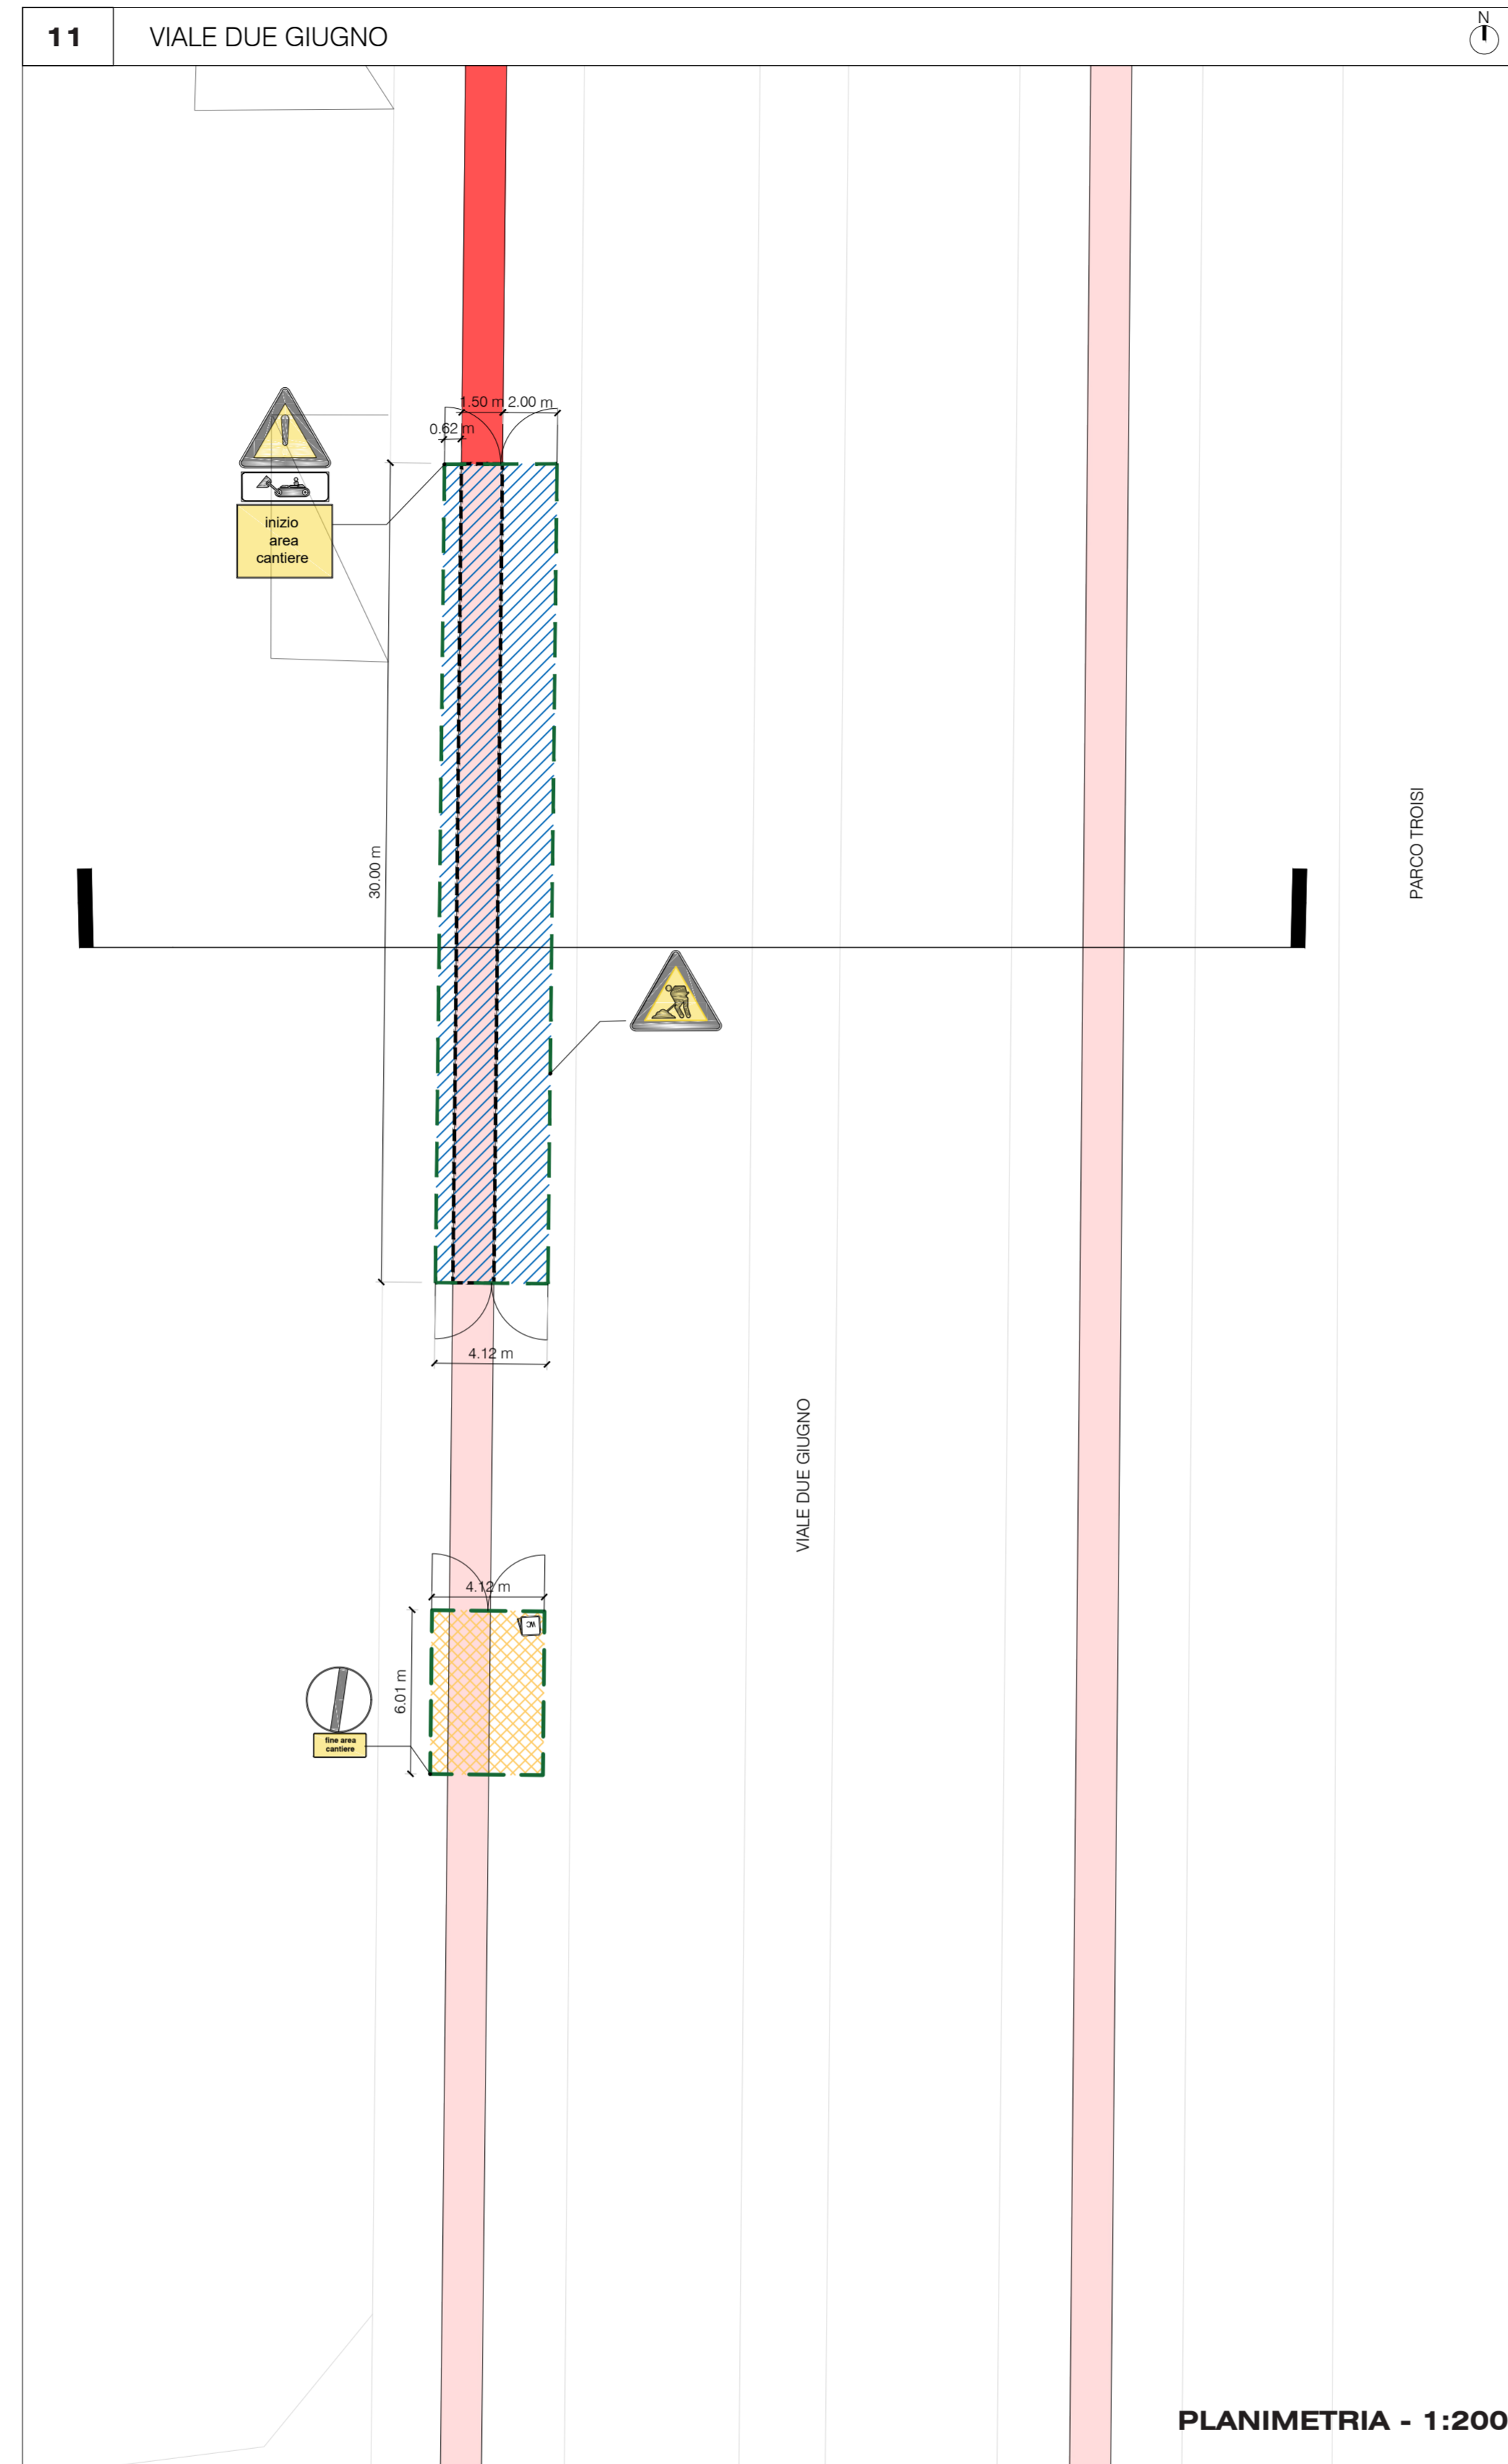 11
VIALE DUE GIUGNO
N
1.50 m
2.00 m
0.62 m
inizio
area
cantiere
30.00 m
PARCO TROISI
4.12 m
VIALE DUE GIUGNO
4.12 m
WC
6.01 m
fine area
cantiere
PLANIMETRIA - 1:200